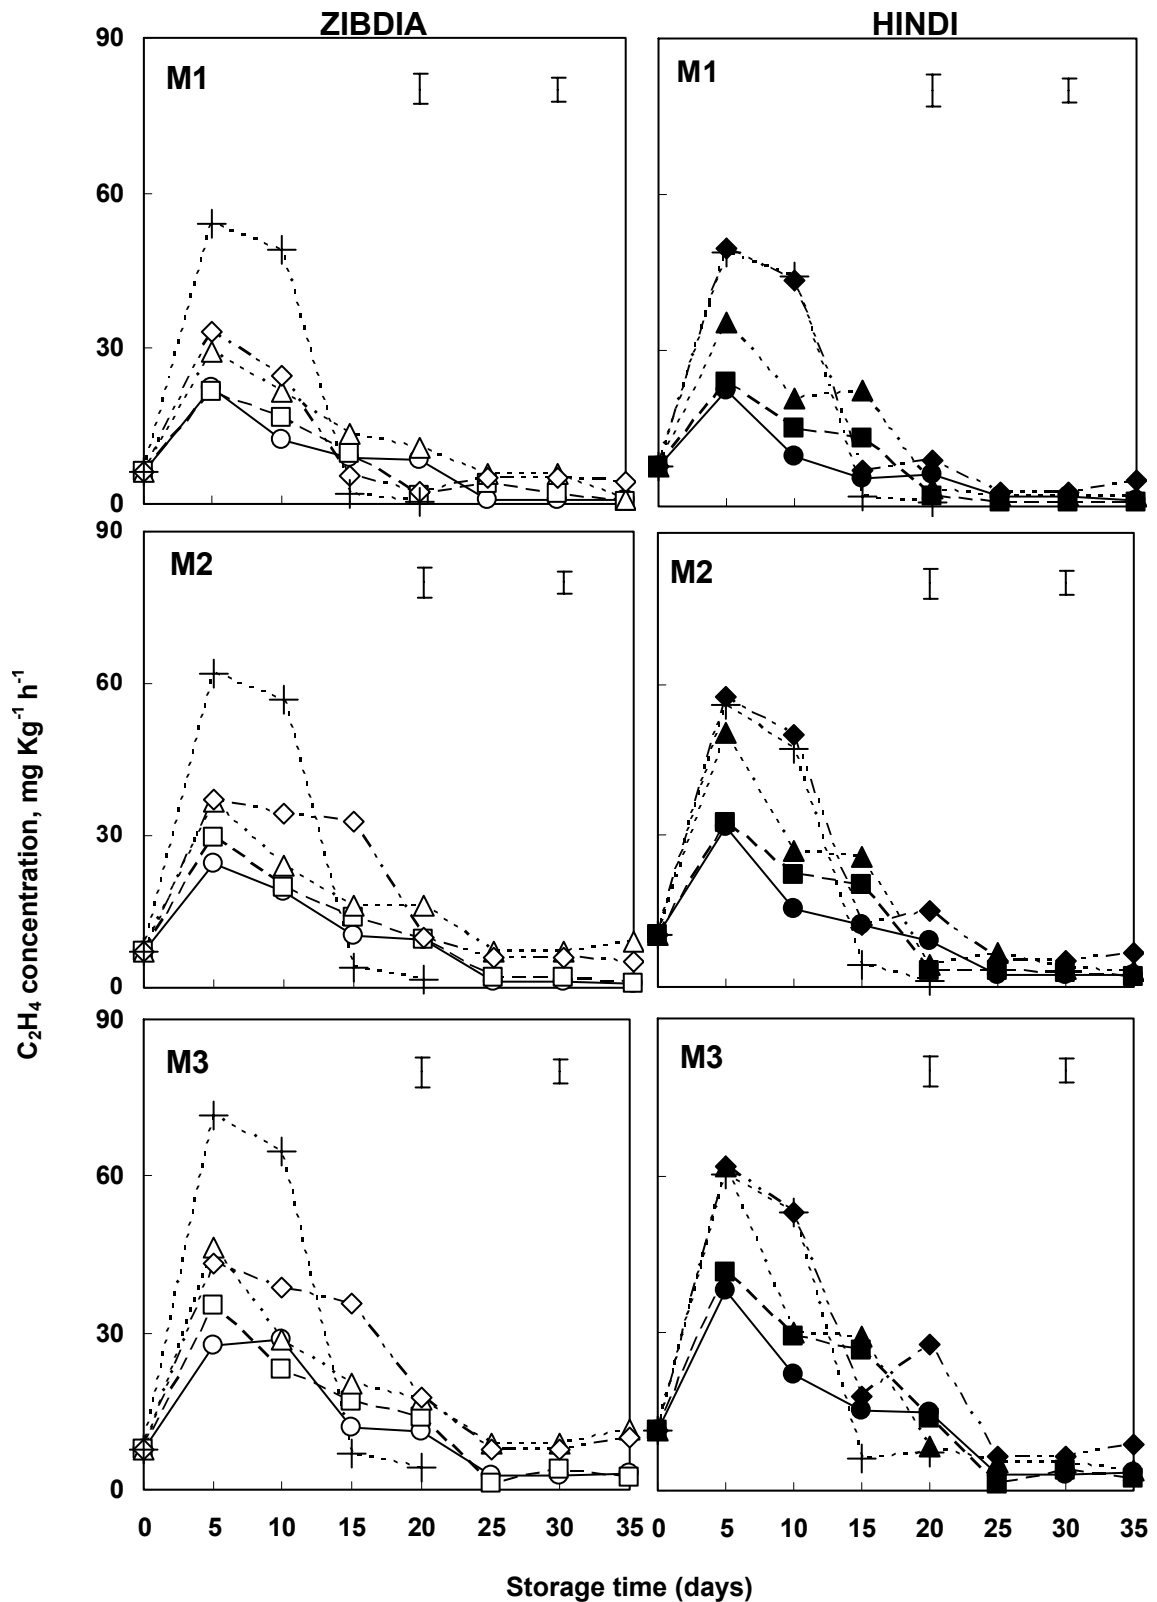 ZIBDIA HINDI
90
M1 M1
60
30
0
90
M2 M2
60
30
0
90
M3 M3
60
30
0
0 5 10 15 20 25 30 35 0 5 10 15 20 25 30 35
C₂H₄ concentration, mg Kg⁻¹ h⁻¹
Storage time (days)